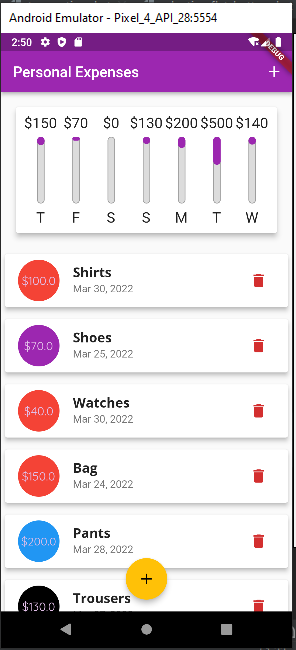 Android Emulator - Pixel_4_API_28:5554
2:50
DEBUG
Personal Expenses +
$150 $70 $0 $130 $200 $500 $140
T F S S M T W
Shirts
$100.0
Mar 30, 2022
Shoes
$70.0
Mar 25, 2022
Watches
$40.0
Mar 30, 2022
Bag
$150.0
Mar 24, 2022
Pants
$200.0
Mar 28, 2022
+
Trousers
$130.0